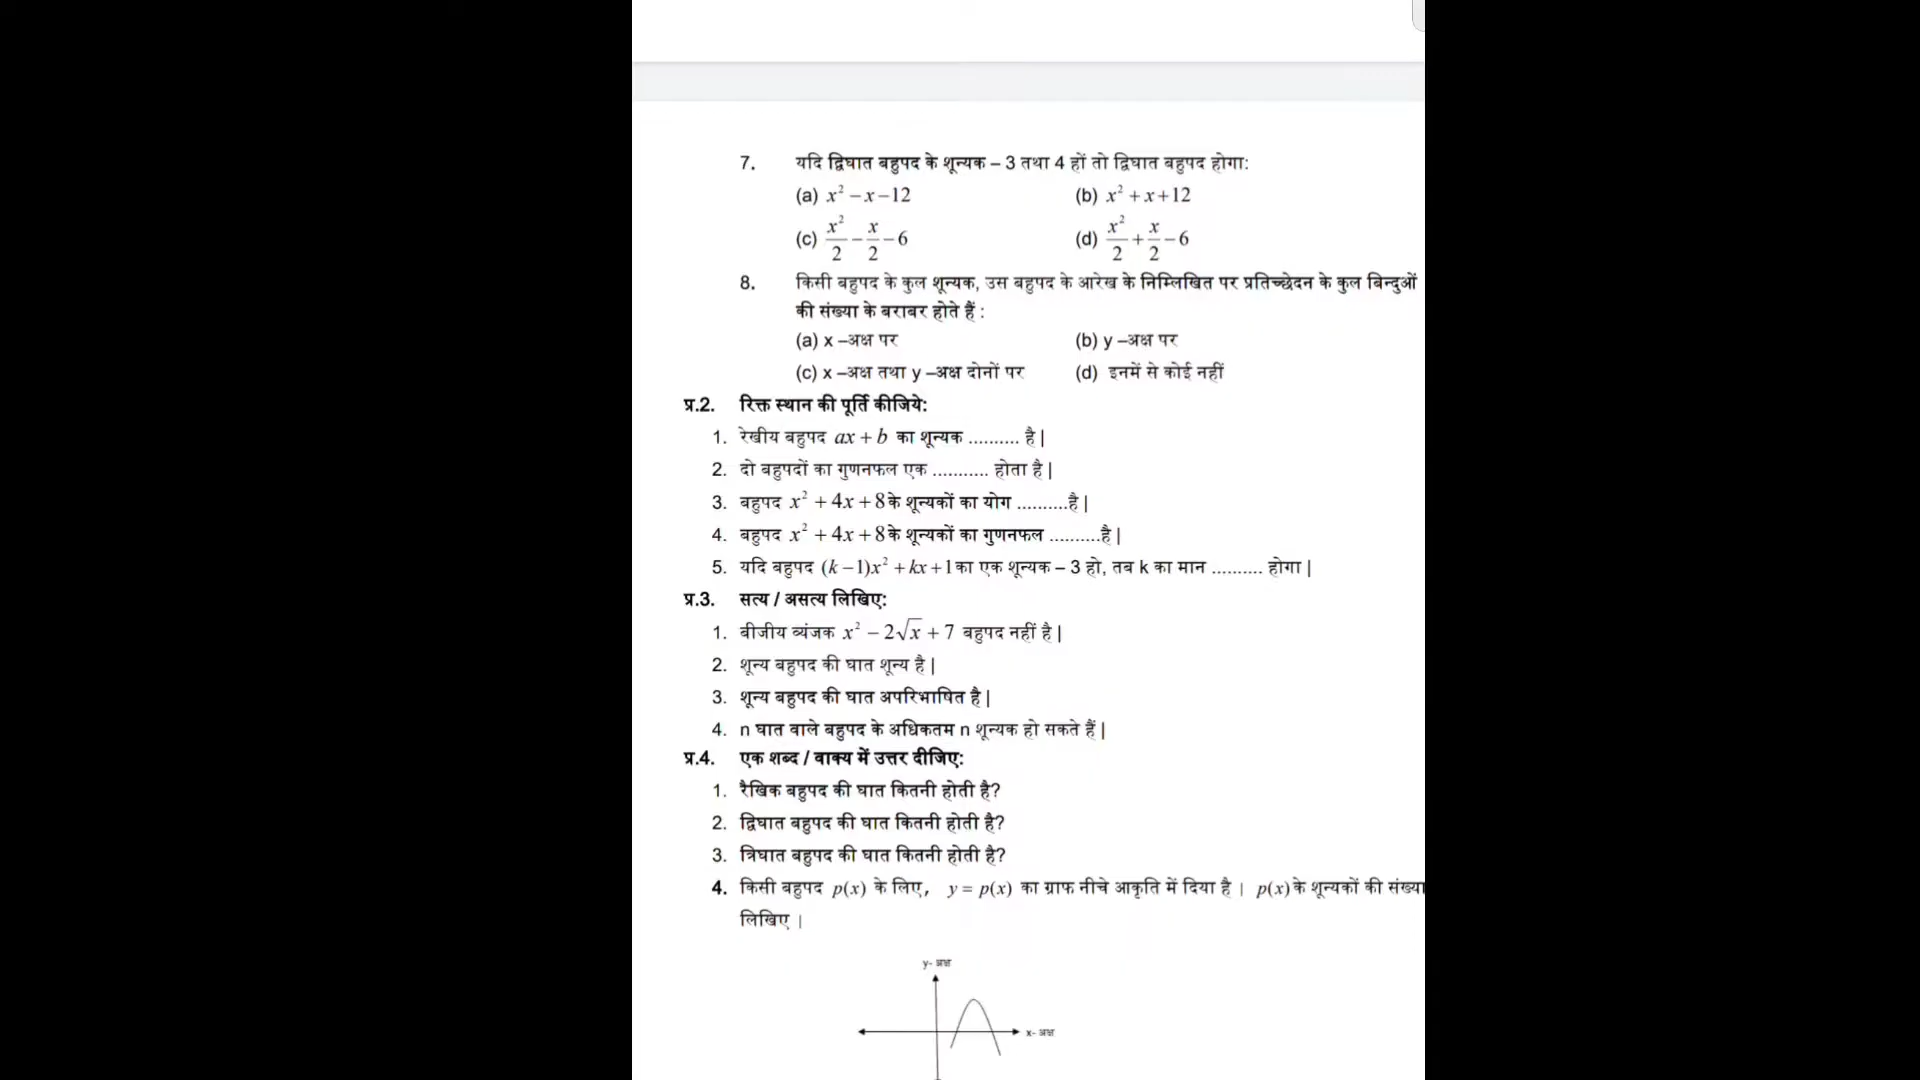 7. यदि द्विघात बहुपद के शून्यक – 3 तथा 4 हों तो द्विघात बहुपद होगा:
(a) x² − x − 12 (b) x² + x + 12
(c) x²/2 − x/2 − 6 (d) x²/2 + x/2 − 6
8. किसी बहुपद के कुल शून्यक, उस बहुपद के आरेख के निम्लिखित पर प्रतिच्छेदन के कुल बिन्दुओं
की संख्या के बराबर होते हैं :
(a) x –अक्ष पर (b) y –अक्ष पर
(c) x –अक्ष तथा y –अक्ष दोनों पर (d) इनमें से कोई नहीं
प्र.2. रिक्त स्थान की पूर्ति कीजिये:
1. रेखीय बहुपद ax + b का शून्यक .......... है |
2. दो बहुपदों का गुणनफल एक ........... होता है |
3. बहुपद x² + 4x + 8 के शून्यकों का योग ..........है |
4. बहुपद x² + 4x + 8 के शून्यकों का गुणनफल ..........है |
5. यदि बहुपद (k −1)x² + kx + 1 का एक शून्यक – 3 हो, तब k का मान .......... होगा |
प्र.3. सत्य / असत्य लिखिए:
1. बीजीय व्यंजक x² − 2√x + 7 बहुपद नहीं है |
2. शून्य बहुपद की घात शून्य है |
3. शून्य बहुपद की घात अपरिभाषित है |
4. n घात वाले बहुपद के अधिकतम n शून्यक हो सकते हैं |
प्र.4. एक शब्द / वाक्य में उत्तर दीजिए:
1. रैखिक बहुपद की घात कितनी होती है?
2. द्विघात बहुपद की घात कितनी होती है?
3. त्रिघात बहुपद की घात कितनी होती है?
4. किसी बहुपद p(x) के लिए, y = p(x) का ग्राफ नीचे आकृति में दिया है । p(x) के शून्यकों की संख्या
लिखिए ।
y- अक्ष
x- अक्ष